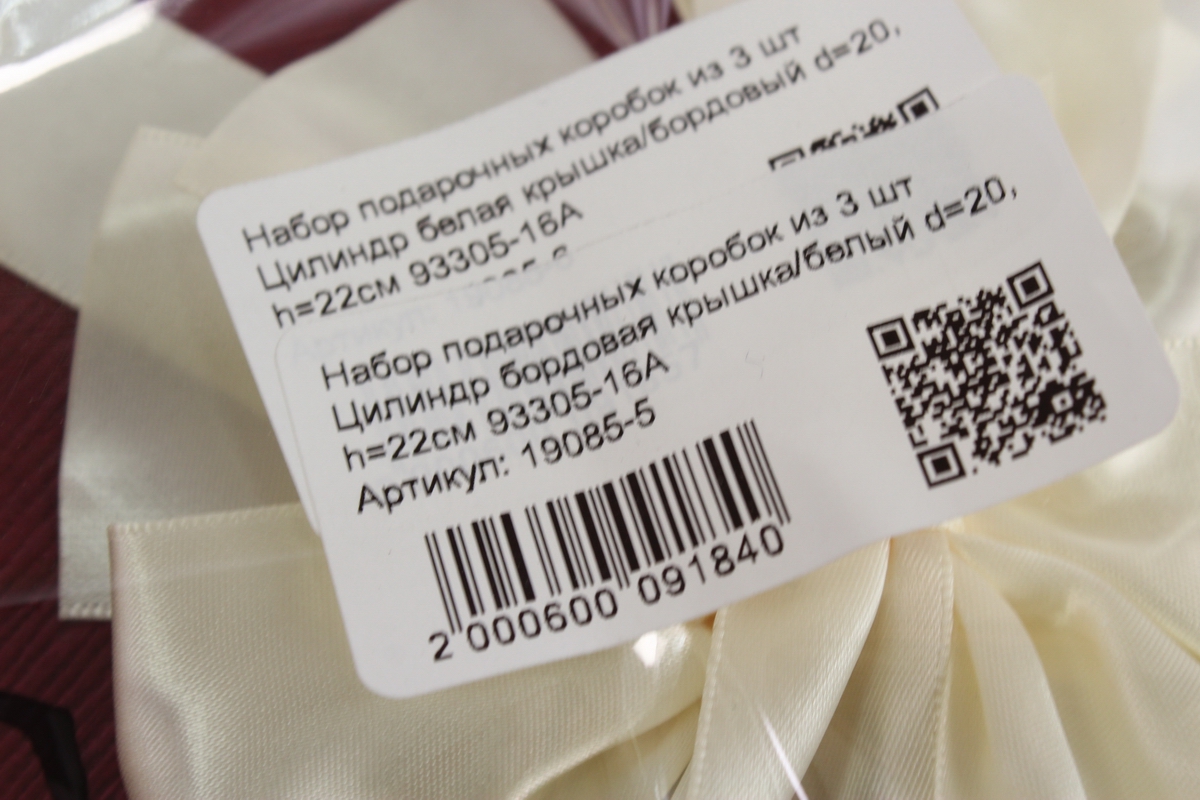 Набор подарочных коробок из 3 шт
Цилиндр белая крышка/бордовый d=20,
h=22см 93305-16А
Набор подарочных коробок из 3 шт
Цилиндр бордовая крышка/белый d=20,
h=22см 93305-16А
Артикул: 19085-5
2 000600 091840